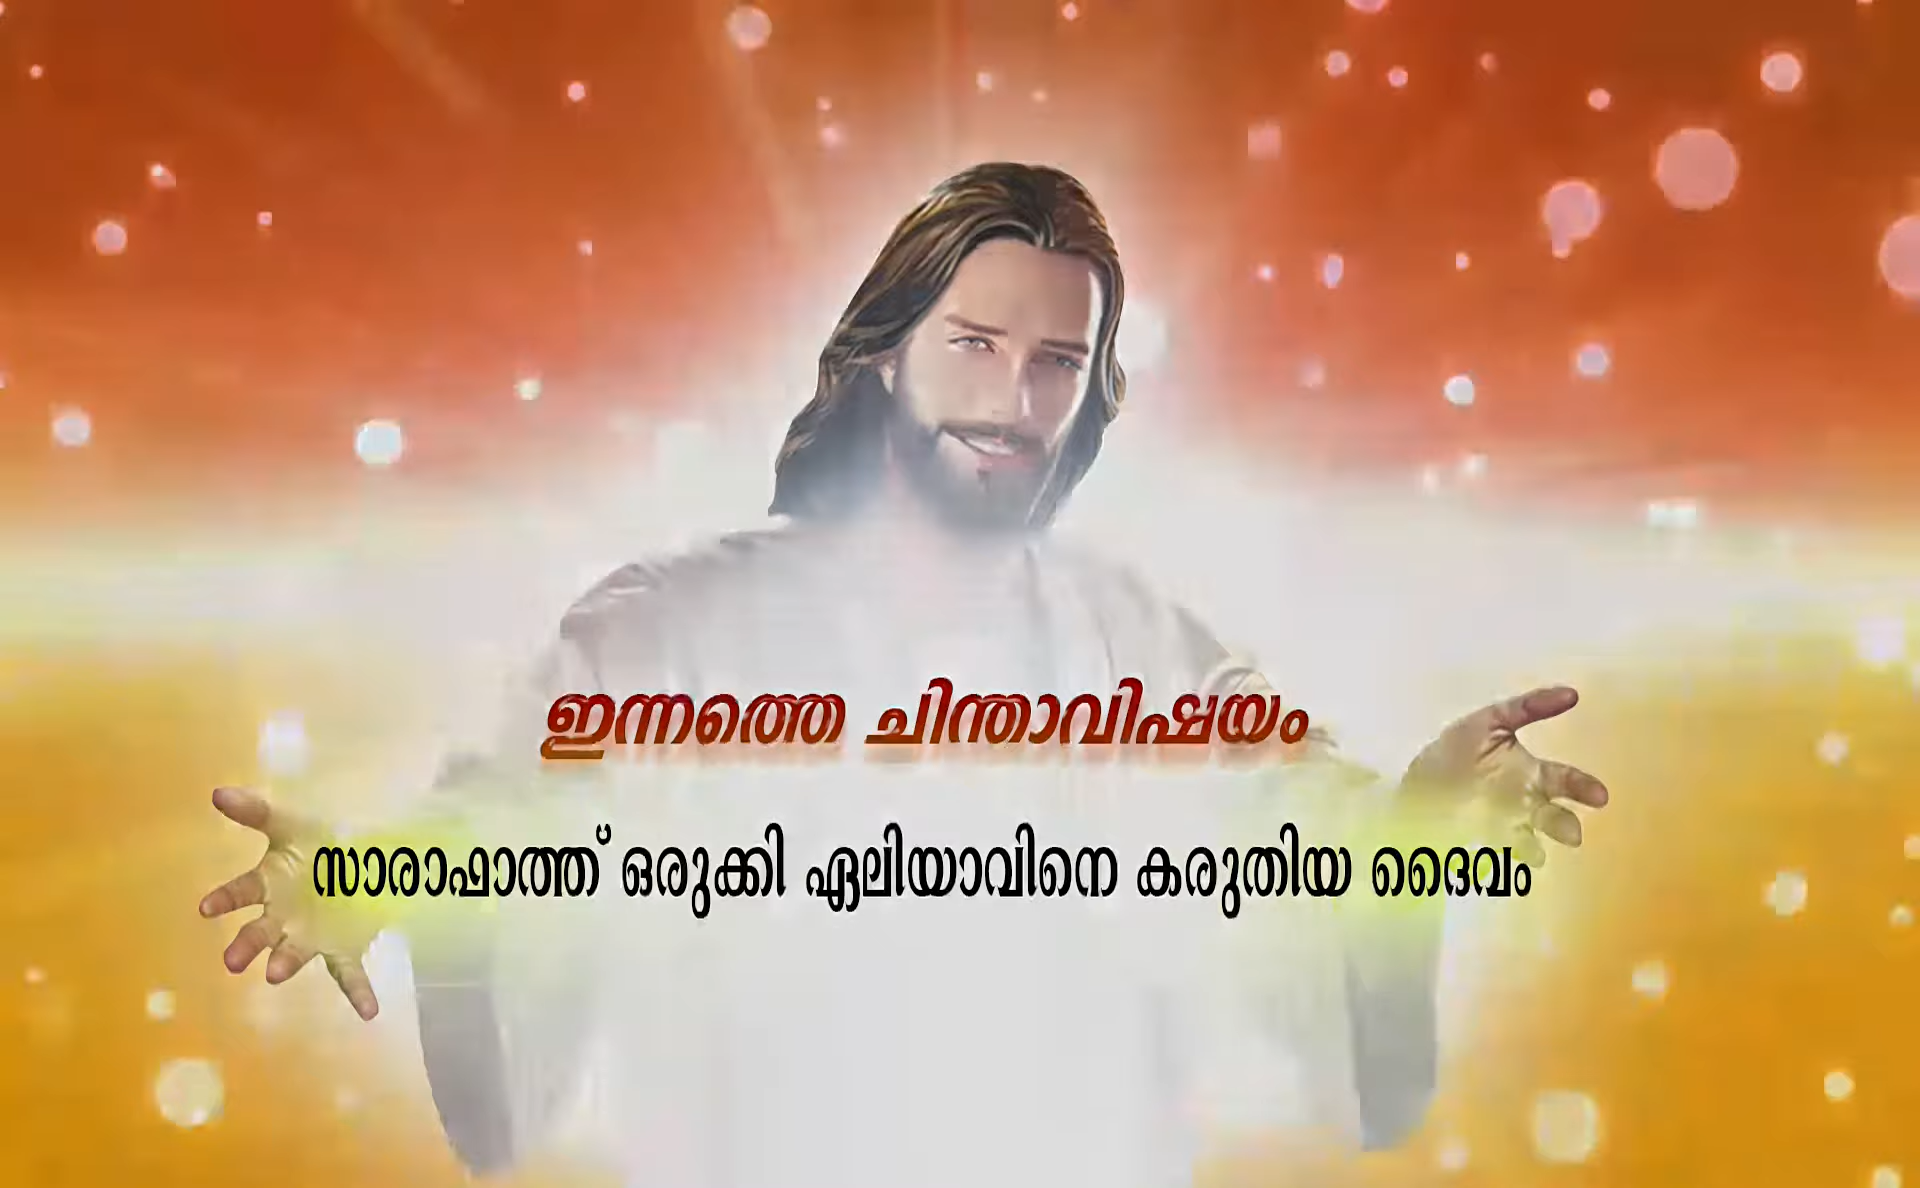 ഇന്നത്തെ ചിന്താവിഷയം
സാരാഫാത്ത് ഒരുക്കി ഏലിയാവിനെ കരുതിയ ദൈവം